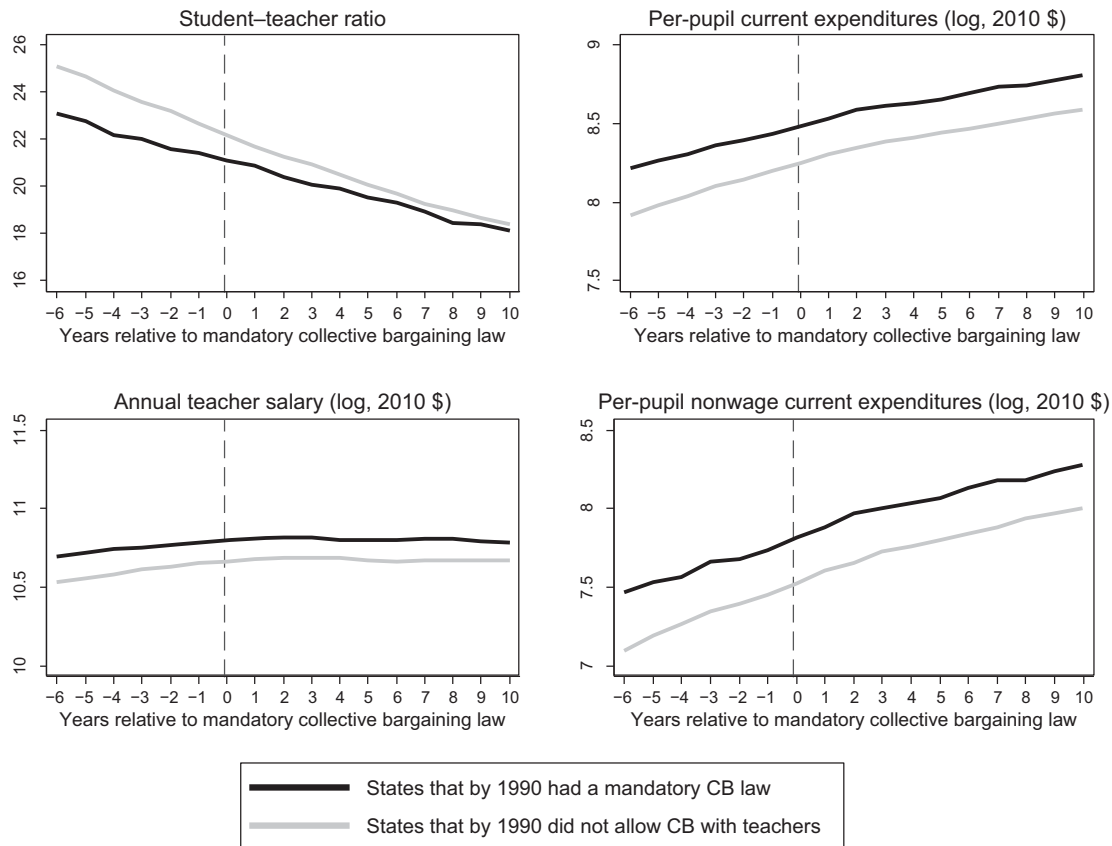 Student–teacher ratio
26
24
22
20
18
16
−6 −5 −4 −3 −2 −1 0 1 2 3 4 5 6 7 8 9 10
Years relative to mandatory collective bargaining law
Per-pupil current expenditures (log, 2010 $)
9
8.5
8
7.5
−6 −5 −4 −3 −2 −1 0 1 2 3 4 5 6 7 8 9 10
Years relative to mandatory collective bargaining law
Annual teacher salary (log, 2010 $)
11.5
11
10.5
10
−6 −5 −4 −3 −2 −1 0 1 2 3 4 5 6 7 8 9 10
Years relative to mandatory collective bargaining law
Per-pupil nonwage current expenditures (log, 2010 $)
8.5
8
7.5
7
−6 −5 −4 −3 −2 −1 0 1 2 3 4 5 6 7 8 9 10
Years relative to mandatory collective bargaining law
States that by 1990 had a mandatory CB law
States that by 1990 did not allow CB with teachers